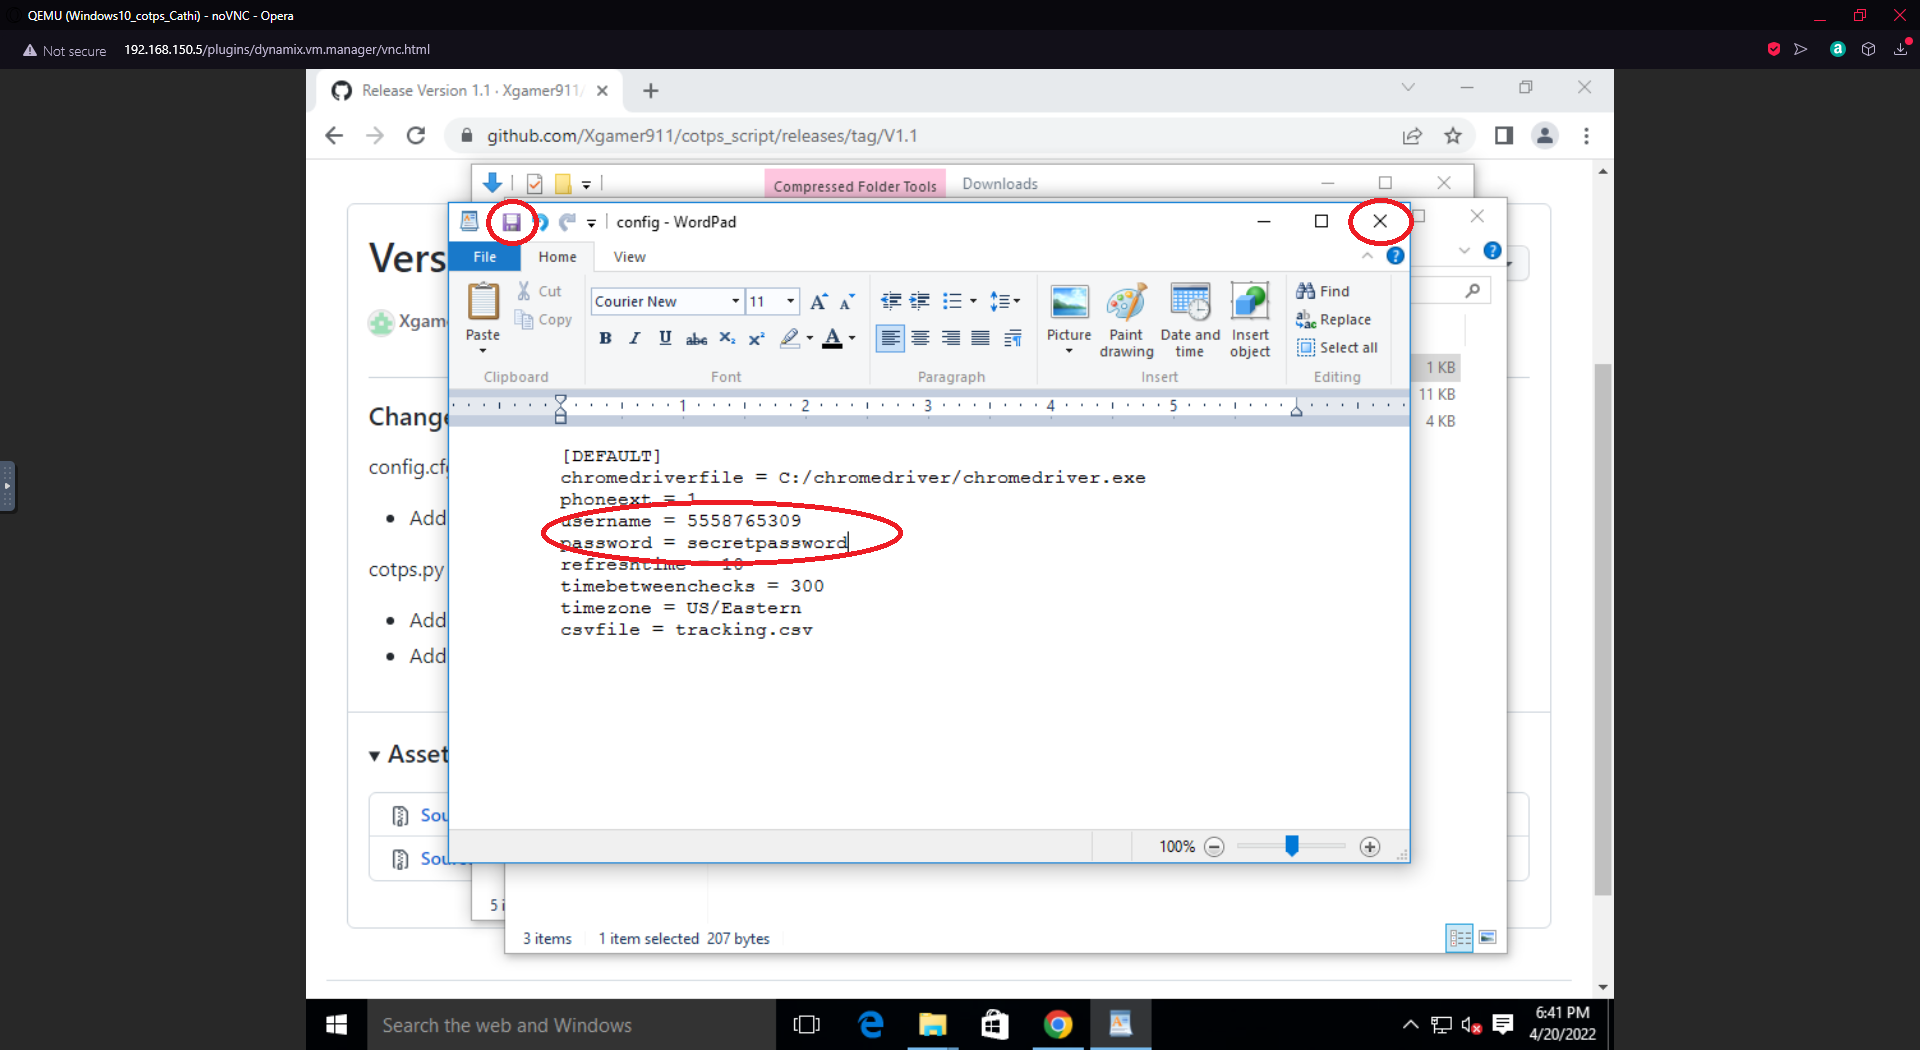 QEMU (Windows10_cotps_Cathi) - noVNC - Opera
Not secure 192.168.150.5/plugins/dynamix.vm.manager/vnc.html
Release Version 1.1 · Xgamer911/
github.com/Xgamer911/cotps_script/releases/tag/V1.1
Compressed Folder Tools Downloads
config - WordPad
File Home View
Vers
Xgam
Paste
Cut
Copy
Clipboard
Courier New 11
Font
Paragraph
Picture
Paint drawing
Date and time
Insert object
Insert
Find
Replace
Select all
Editing
1 KB
11 KB
4 KB
1 2 3 4 5
Change
config.cf
Add
cotps.py
Add
Add
[DEFAULT]
chromedriverfile = C:/chromedriver/chromedriver.exe
phoneext = 1
username = 5558765309
password = secretpassword
refreshtime = 10
timebetweenchecks = 300
timezone = US/Eastern
csvfile = tracking.csv
Asset
Sou
Sou
100%
5 i
3 items 1 item selected 207 bytes
Search the web and Windows
6:41 PM
4/20/2022